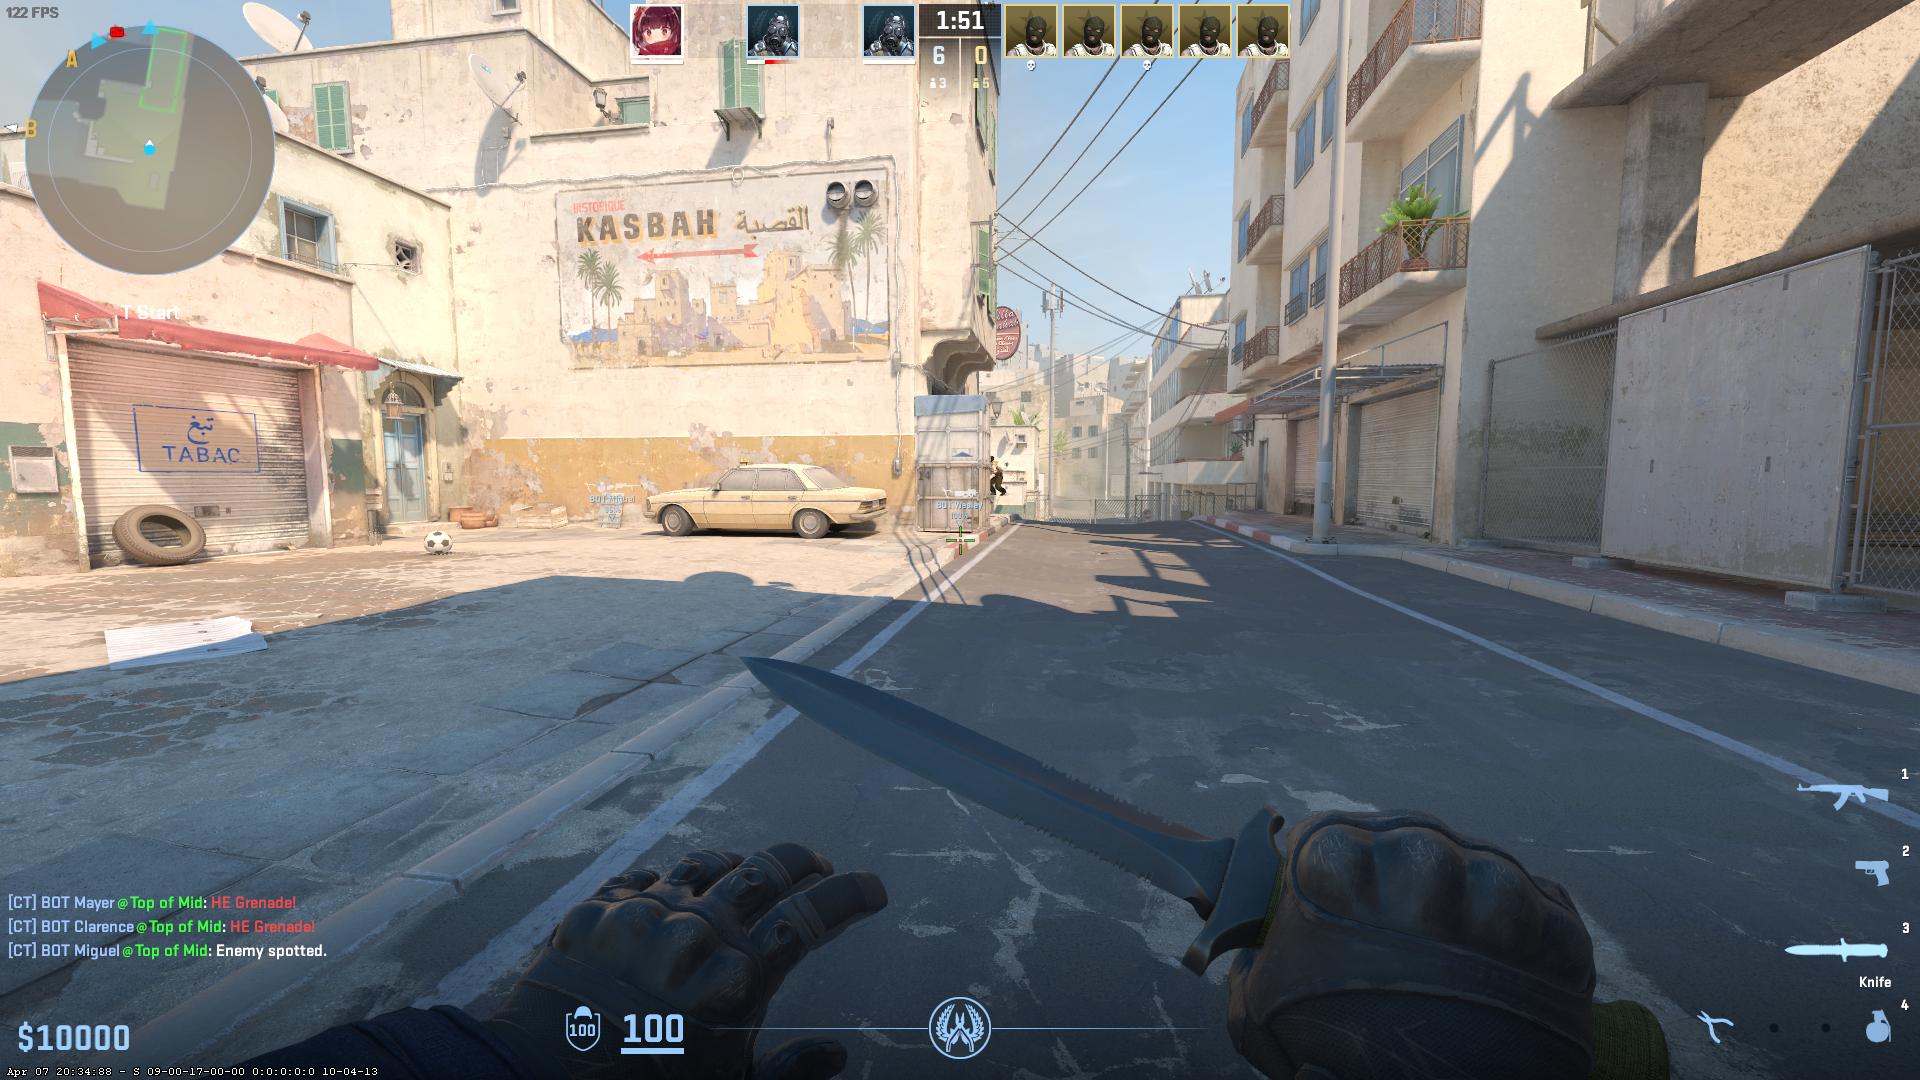 122 FPS
1:51
6 0
3 5
A
B
HISTORIQUE
KASBAH القصبة
T Start
تبغ
TABAC
BOT Miguel
BOT Wesley
100%
1
2
3
Knife
4
[CT] BOT Mayer@Top of Mid: HE Grenade!
[CT] BOT Clarence@Top of Mid: HE Grenade!
[CT] BOT Miguel@Top of Mid: Enemy spotted.
$10000
100
100
Apr 07 20:34:88 - S 09-00-17-00-00 0:0:0:0:0 10-04-13